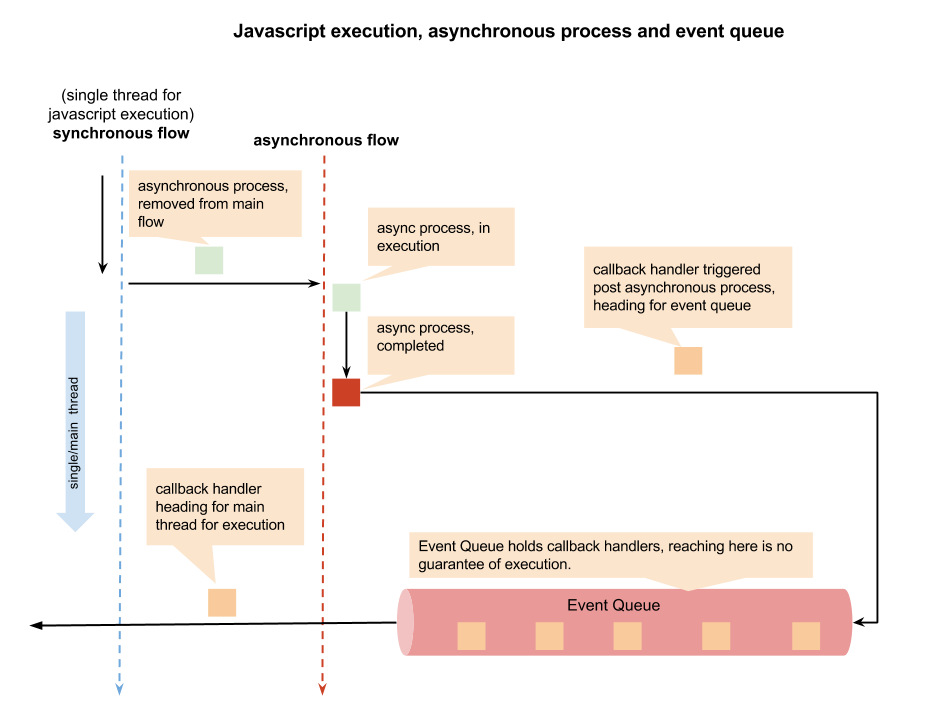 Javascript execution, asynchronous process and event queue
(single thread for
javascript execution)
synchronous flow
asynchronous flow
asynchronous process,
removed from main
flow
async process, in
execution
callback handler triggered
post asynchronous process,
heading for event queue
async process,
completed
single/main thread
callback handler
heading for main
thread for execution
Event Queue holds callback handlers, reaching here is no
guarantee of execution.
Event Queue